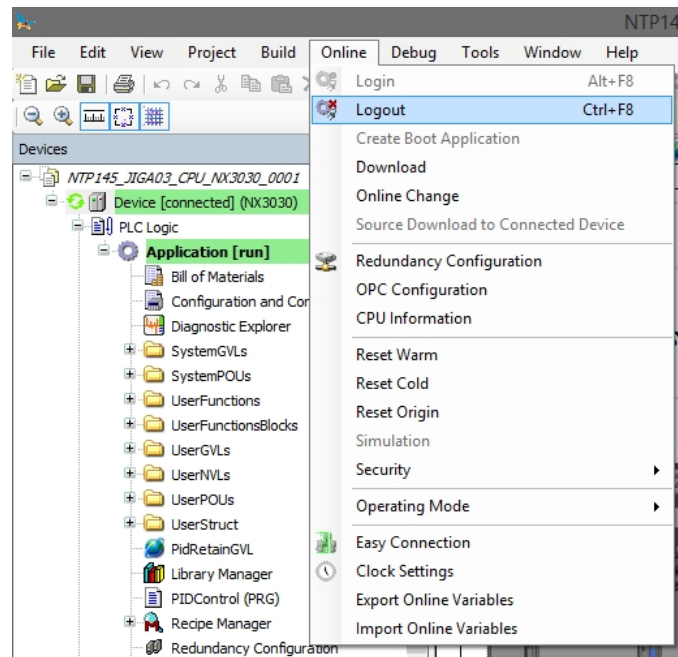 NTP14
File Edit View Project Build Online Debug Tools Window Help
Devices
NTP145_JIGA03_CPU_NX3030_0001
Device [connected] (NX3030)
PLC Logic
Application [run]
Bill of Materials
Configuration and Cor
Diagnostic Explorer
SystemGVLs
SystemPOUs
UserFunctions
UserFunctionsBlocks
UserGVLs
UserNVLs
UserPOUs
UserStruct
PidRetainGVL
Library Manager
PIDControl (PRG)
Recipe Manager
Redundancy Configuration
Login Alt+F8
Logout Ctrl+F8
Create Boot Application
Download
Online Change
Source Download to Connected Device
Redundancy Configuration
OPC Configuration
CPU Information
Reset Warm
Reset Cold
Reset Origin
Simulation
Security
Operating Mode
Easy Connection
Clock Settings
Export Online Variables
Import Online Variables